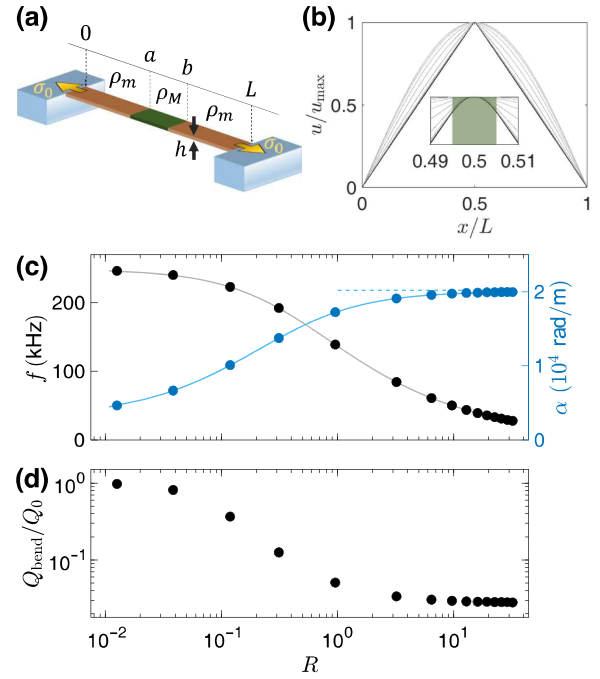 (a)
0
a
b
L
ρm
ρM
ρm
σ0
σ0
h
(b)
u/umax
1
0.5
0
0.49 0.5 0.51
0 0.5 1
x/L
(c)
f (kHz)
200
100
0
α (10⁴ rad/m)
2
1
0
(d)
Qbend/Q0
10⁰
10⁻¹
10⁻² 10⁻¹ 10⁰ 10¹
R